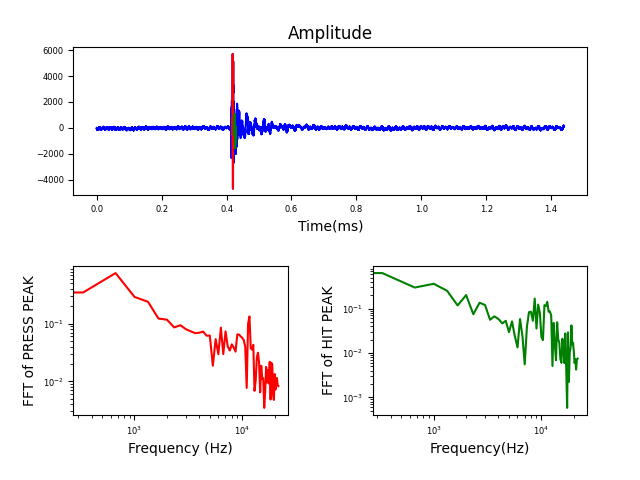 Amplitude
6000
4000
2000
0
−2000
−4000
0.0 0.2 0.4 0.6 0.8 1.0 1.2 1.4
Time(ms)
FFT of PRESS PEAK
10⁻¹
10⁻²
10³ 10⁴
Frequency (Hz)
FFT of HIT PEAK
10⁻¹
10⁻²
10⁻³
10³ 10⁴
Frequency(Hz)